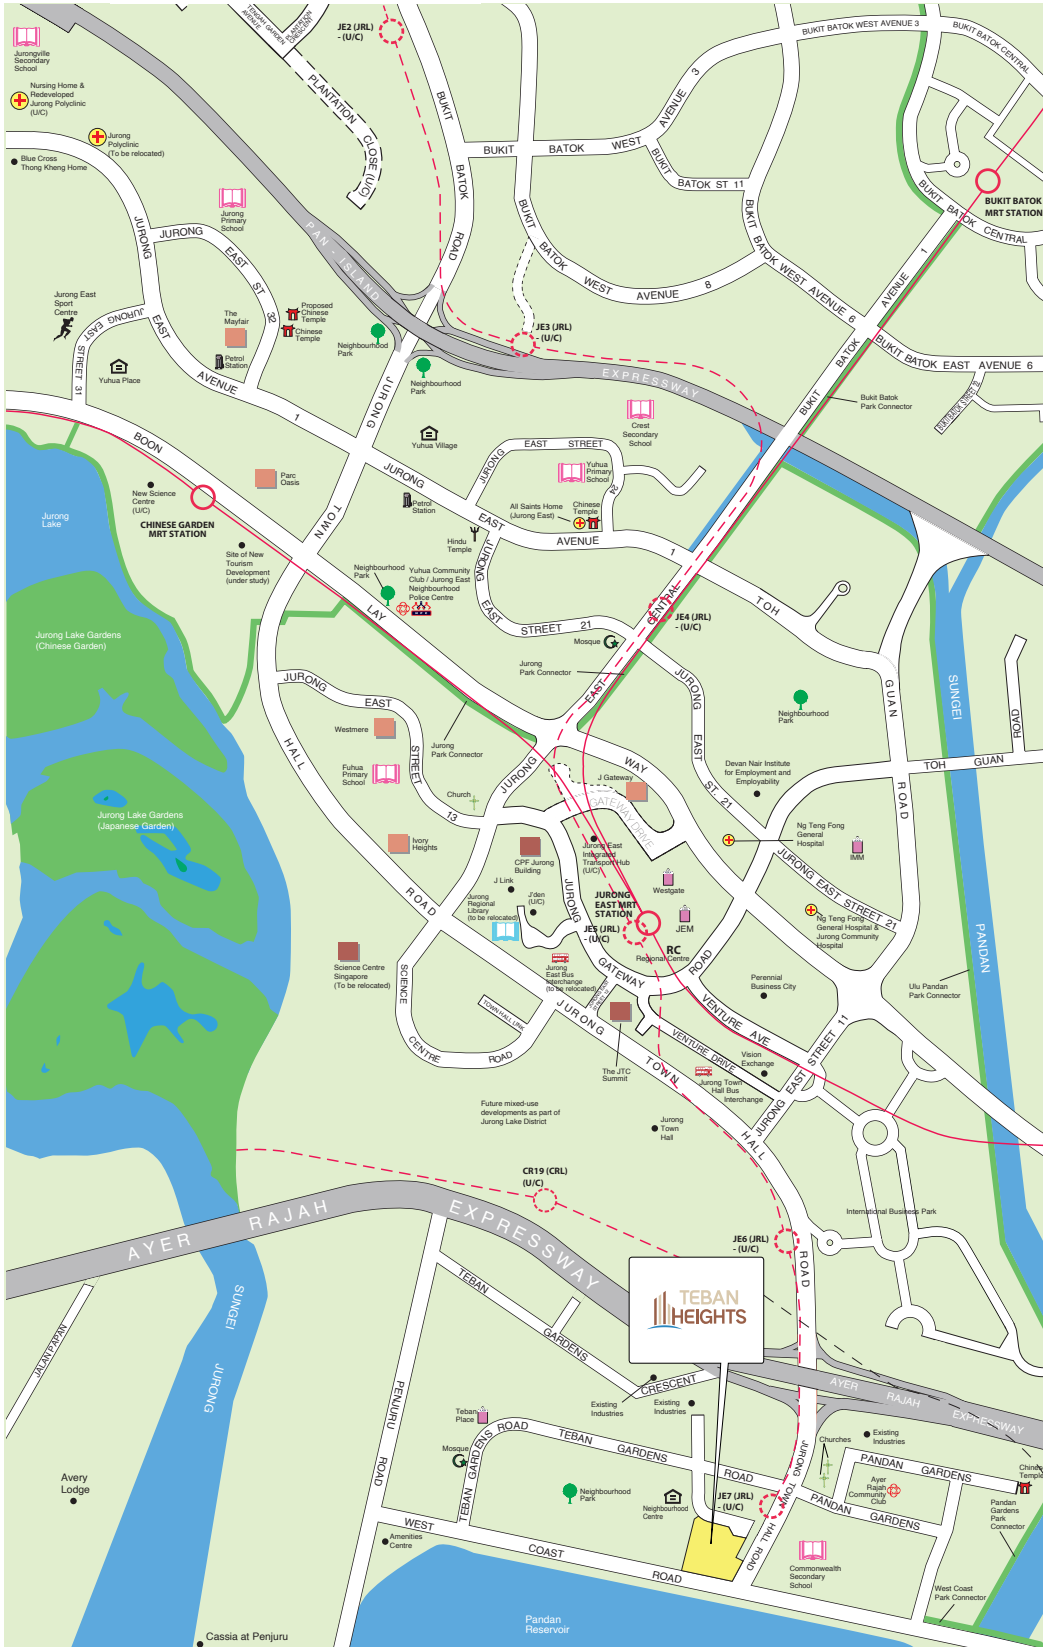 JE2 (JRL)
- (U/C)
TENGAH GARDEN
AVENUE
PLANTATION
CRESCENT
BUKIT BATOK WEST AVENUE 3
BUKIT BATOK CENTRAL
Jurongville
Secondary
School
Nursing Home &
Redeveloped
Jurong Polyclinic
(U/C)
PLANTATION CLOSE (U/C)
BUKIT BATOK ROAD
AVENUE 3
Jurong
Polyclinic
(To be relocated)
Blue Cross
Thong Kheng Home
BUKIT BATOK WEST
BUKIT
BATOK ST 11
BUKIT BATOK
MRT STATION
Jurong
Primary
School
JURONG
JURONG EAST ST 32
BUKIT BATOK WEST AVENUE 8
BUKIT BATOK WEST AVENUE 6
BUKIT BATOK CENTRAL
PAN - ISLAND
EXPRESSWAY
Jurong East
Sport
Centre
JURONG EAST
STREET 31
The
Mayfair
Proposed
Chinese
Temple
Chinese
Temple
Petrol
Station
Neighbourhood
Park
JE3 (JRL)
- (U/C)
BUKIT BATOK EAST AVENUE 6
AVENUE 1
BATOK
BUKIT
Yuhua Place
EAST
AVENUE 1
Neighbourhood
Park
Bukit Batok
Park Connector
Crest
Secondary
School
JURONG
TOWN
HALL
ROAD
Yuhua Village
JURONG EAST STREET
24
Yuhua
Primary
School
BOON LAY WAY
New Science
Centre
(U/C)
Parc
Oasis
JURONG EAST AVENUE 1
Petrol
Station
All Saints Home
(Jurong East)
Chinese
Temple
Jurong
Lake
CHINESE GARDEN
MRT STATION
Hindu
Temple
Site of New
Tourism
Development
(under study)
Neighbourhood
Park
Yuhua Community
Club / Jurong East
Neighbourhood
Police Centre
JURONG EAST STREET 21
TOH GUAN ROAD
CENTRAL
JE4 (JRL)
- (U/C)
Mosque
Jurong
Park Connector
Jurong Lake Gardens
(Chinese Garden)
JURONG EAST STREET 13
EAST
JURONG
JURONG EAST ST. 21
Neighbourhood
Park
SUNGEI PANDAN
ROAD
TOH GUAN
Westmere
Jurong
Park Connector
Fuhua
Primary
School
J Gateway
GATEWAY DRIVE
Devan Nair Institute
for Employment and
Employability
Jurong Lake Gardens
(Japanese Garden)
Church
Ivory
Heights
CPF Jurong
Building
Jurong East
Integrated
Transport Hub
(U/C)
Ng Teng Fong
General
Hospital
IMM
JURONG EAST STREET 21
J Link
J'den
(U/C)
Jurong
Regional
Library
(to be relocated)
Westgate
JURONG
EAST MRT
STATION
JE5 (JRL)
- (U/C)
JEM
RC
Regional Centre
Ng Teng Fong
General Hospital &
Jurong Community
Hospital
Science Centre
Singapore
(To be relocated)
Jurong
East Bus
Interchange
(to be relocated)
JURONG
GATEWAY
ROAD
Perennial
Business City
Ulu Pandan
Park Connector
SCIENCE
CENTRE
ROAD
TOWN HALL LINK
JURONG
TOWN
HALL
ROAD
The JTC
Summit
VENTURE AVE
VENTURE DRIVE
Vision
Exchange
JURONG EAST STREET 11
Jurong Town
Hall Bus
Interchange
Future mixed-use
developments as part of
Jurong Lake District
Jurong
Town
Hall
CR19 (CRL)
(U/C)
International Business Park
JE6 (JRL)
- (U/C)
AYER RAJAH EXPRESSWAY
SUNGEI JURONG
TEBAN
HEIGHTS
JALAN PAPAN
TEBAN GARDENS CRESCENT
PENJURU ROAD
AYER RAJAH EXPRESSWAY
Existing
Industries
Existing
Industries
Teban
Place
TEBAN GARDENS ROAD
TEBAN GARDENS ROAD
Mosque
Churches
Existing
Industries
PANDAN GARDENS
Chinese
Temple
Avery
Lodge
Neighbourhood
Park
Neighbourhood
Centre
JE7 (JRL)
- (U/C)
JURONG TOWN HALL ROAD
Ayer
Rajah
Community
Club
PANDAN GARDENS
Pandan
Gardens
Park
Connector
WEST COAST ROAD
Amenities
Centre
Commonwealth
Secondary
School
West Coast
Park Connector
Pandan
Reservoir
Cassia at Penjuru